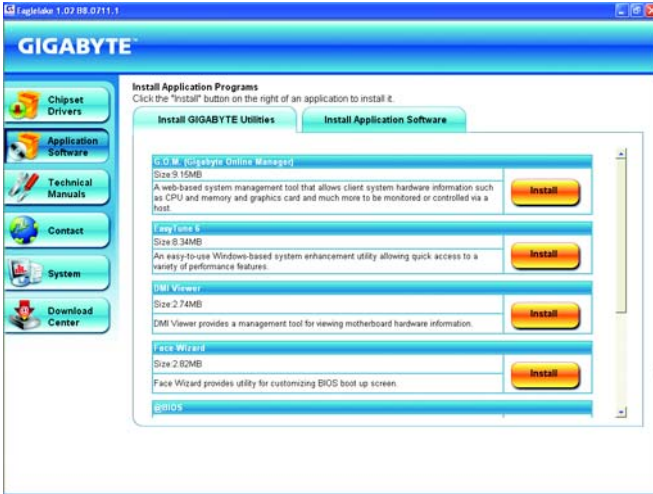 Eaglelake 1.02 B8.0711.1
GIGABYTE™
Chipset
Drivers
Application
Software
Technical
Manuals
Contact
System
Download
Center
Install Application Programs
Click the "Install" button on the right of an application to install it.
Install GIGABYTE Utilities
Install Application Software
G.O.M. (Gigabyte Online Manager)
Size:9.15MB
A web-based system management tool that allows client system hardware information such
as CPU and memory and graphics card and much more to be monitored or controlled via a
host.
Install
EasyTune 6
Size:8.34MB
An easy-to-use Windows-based system enhancement utility allowing quick access to a
variety of performance features.
Install
DMI Viewer
Size:2.74MB
DMI Viewer provides a management tool for viewing motherboard hardware information.
Install
Face Wizard
Size:2.82MB
Face Wizard provides utility for customizing BIOS boot up screen.
Install
@BIOS